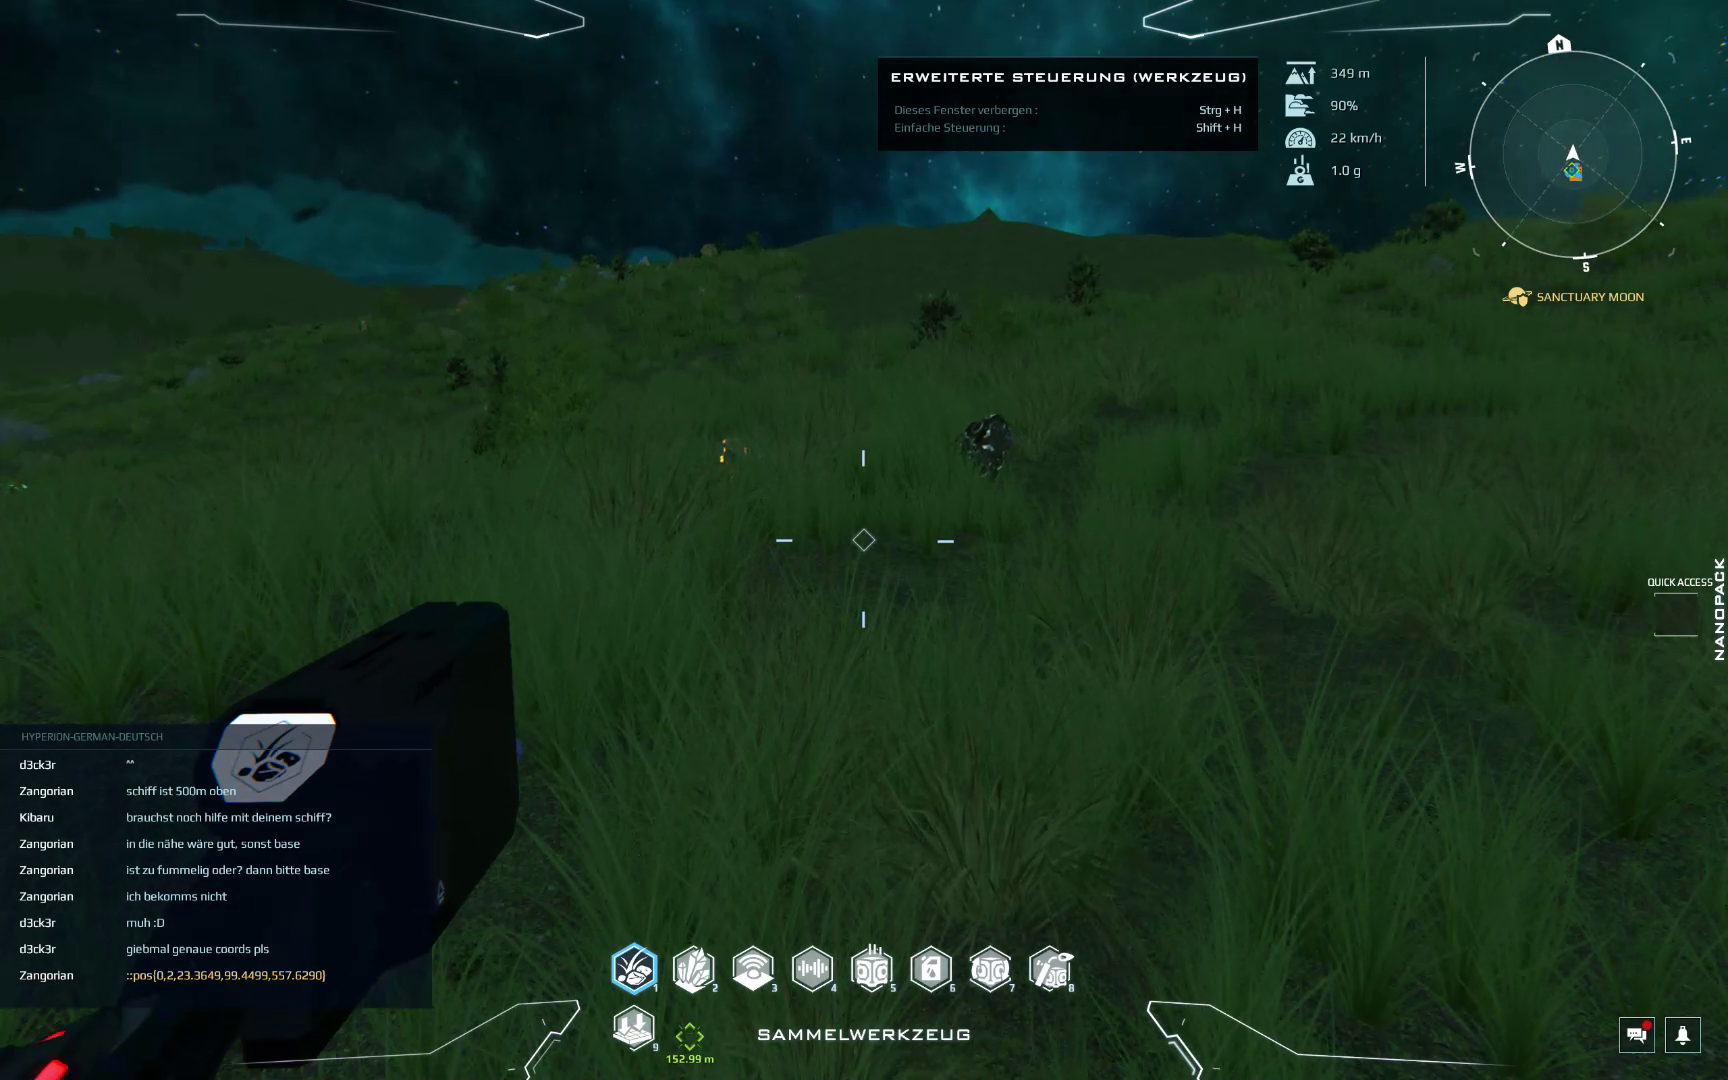 N
ERWEITERTE STEUERUNG (WERKZEUG)
Dieses Fenster verbergen : Strg + H
Einfache Steuerung : Shift + H
349 m
90%
22 km/h
1.0 g
G
W
E
S
SANCTUARY MOON
QUICK ACCESS
NANOPACK
HYPERION-GERMAN-DEUTSCH
d3ck3r ^^
Zangorian schiff ist 500m oben
Kibaru brauchst noch hilfe mit deinem schiff?
Zangorian in die nähe wäre gut, sonst base
Zangorian ist zu fummelig oder? dann bitte base
Zangorian ich bekomms nicht
d3ck3r muh :D
d3ck3r giebmal genaue coords pls
Zangorian ::pos{0,2,23.3649,99.4499,557.6290}
1 2 3 4 5 6 7 8
9
152.99 m
SAMMELWERKZEUG